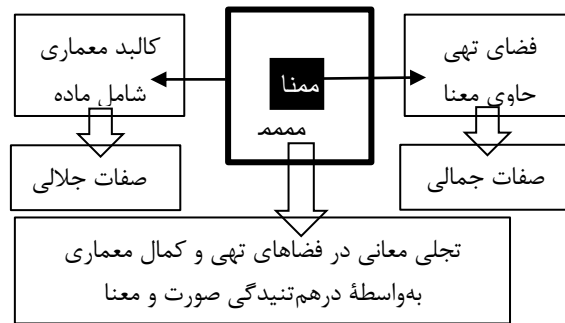 فضای تهی
حاوی معنا
ممنا
مممم
کالبد معماری
شامل ماده
صفات جمالی
صفات جلالی
تجلی معانی در فضاهای تهی و کمال معماری
به‌واسطهٔ درهم‌تنیدگی صورت و معنا